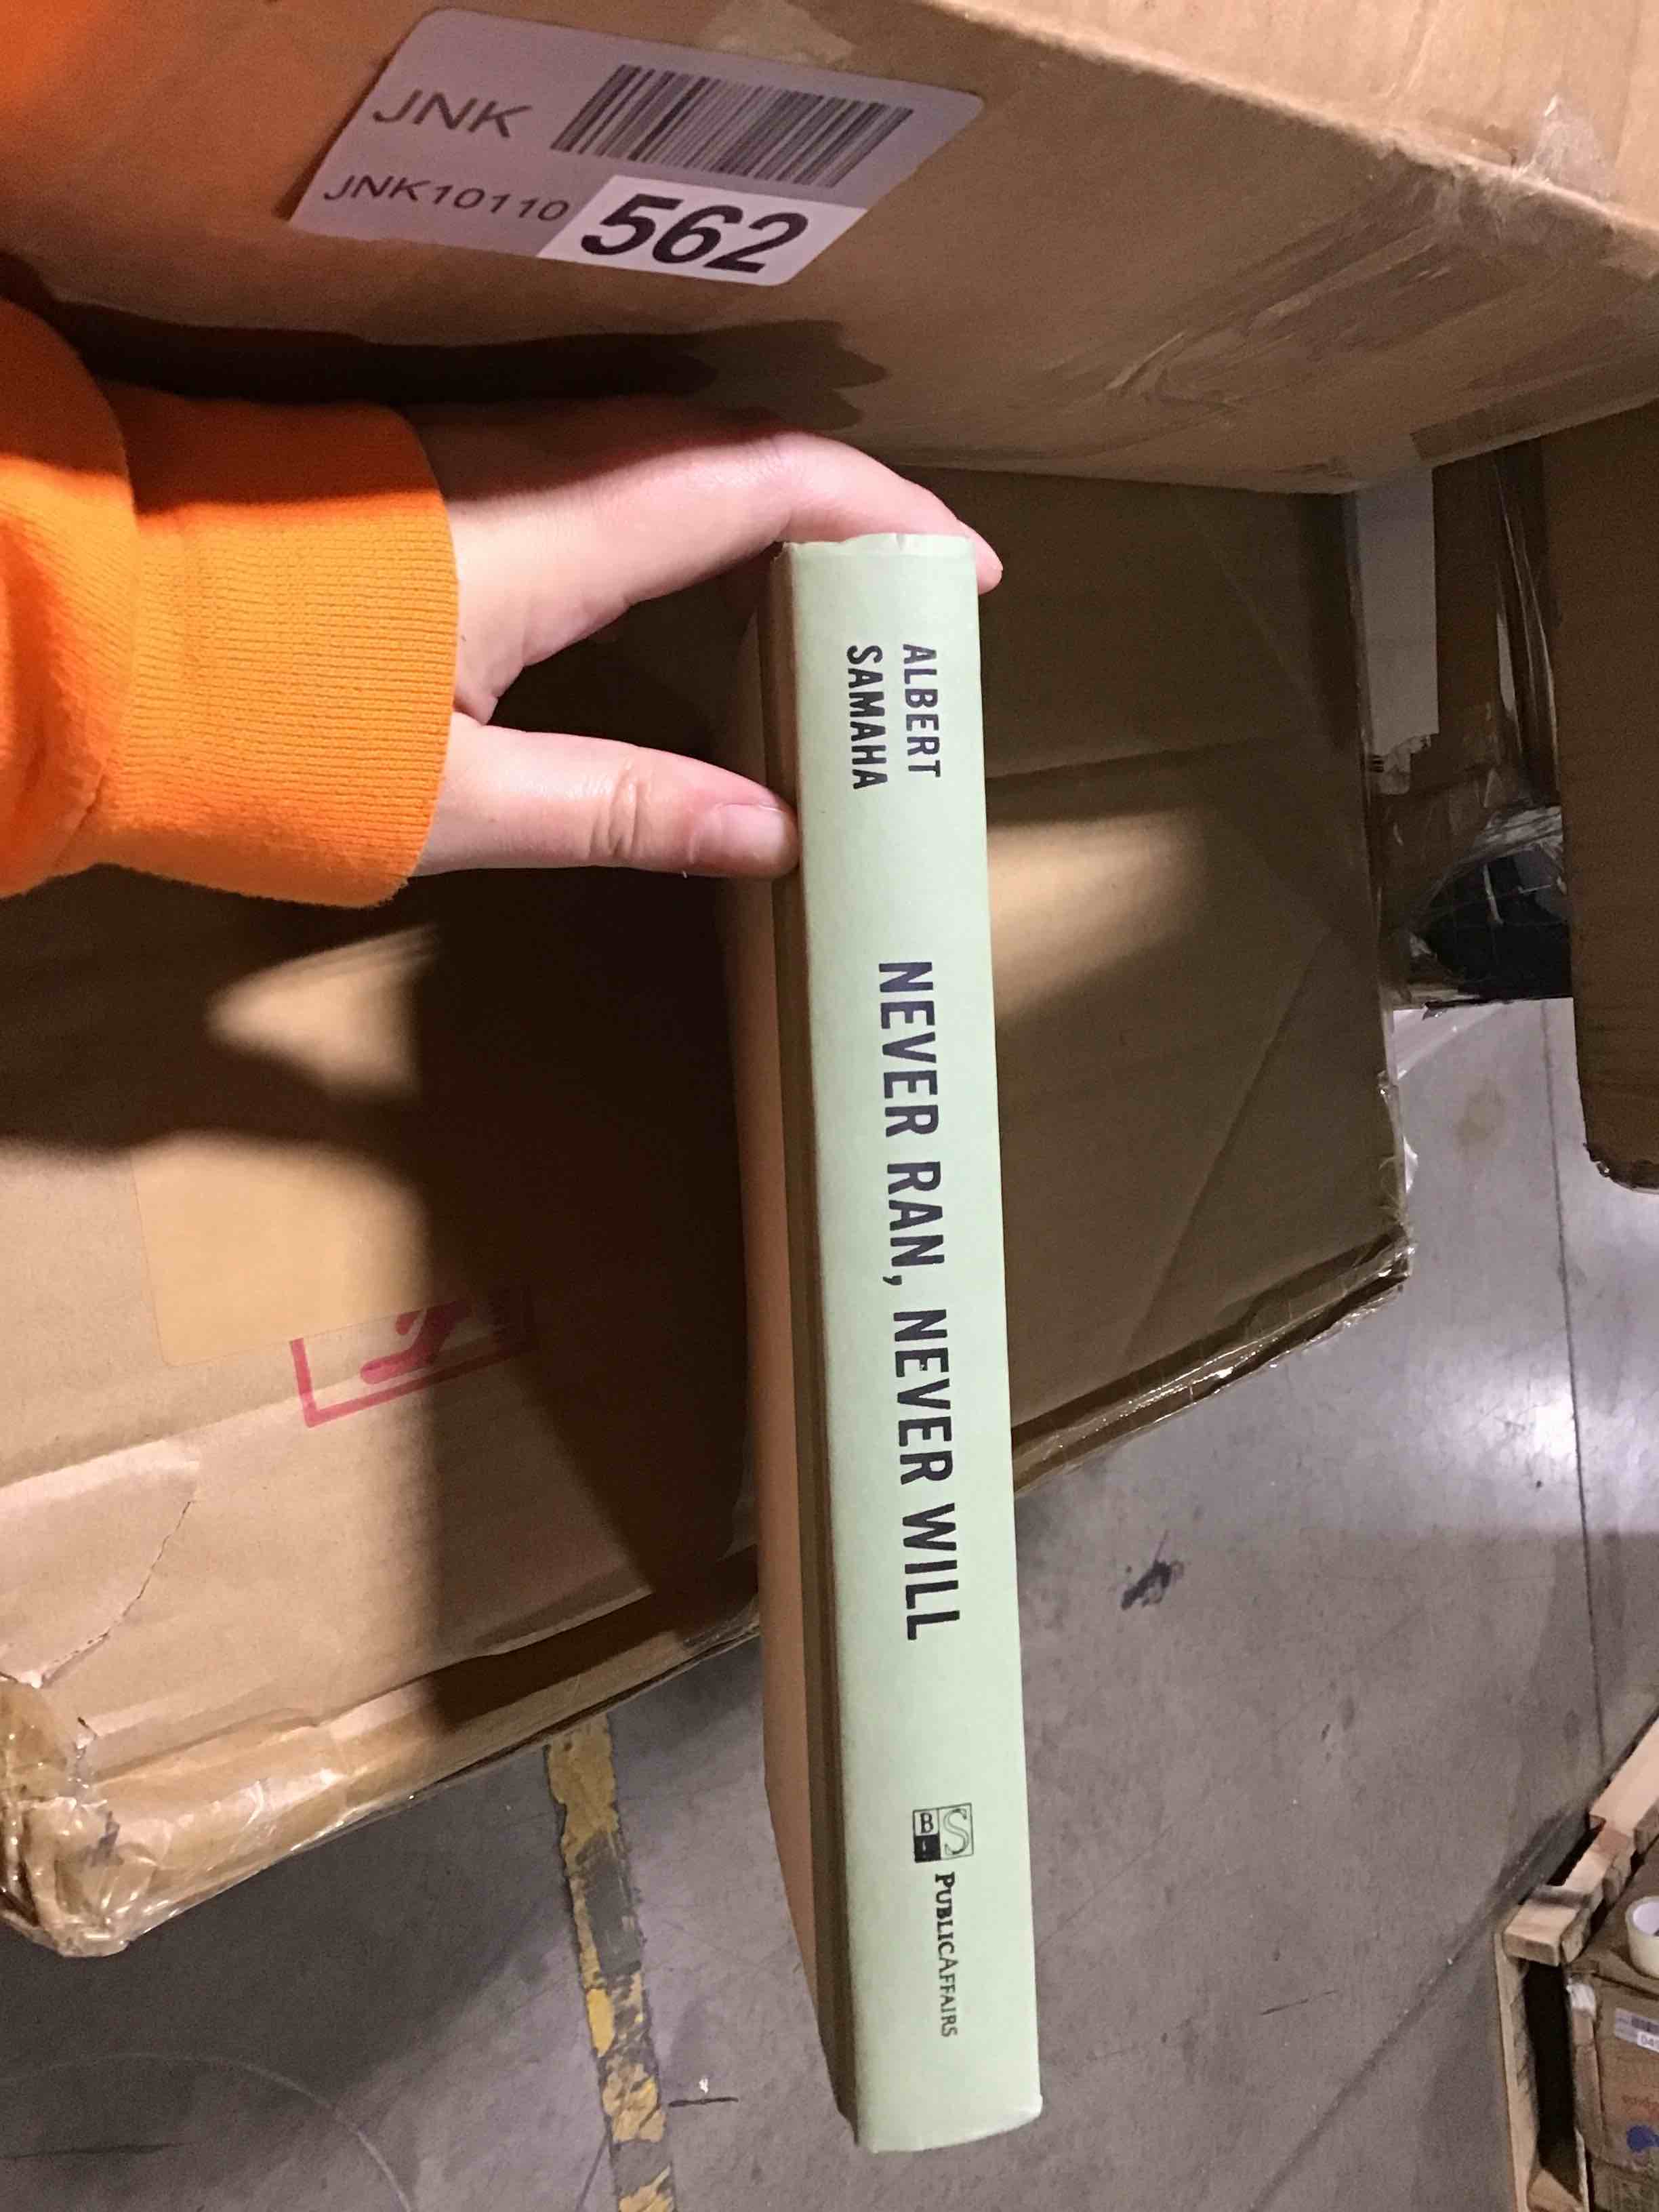 JNK
JNK10110
562
ALBERT
SAMAHA
NEVER RAN, NEVER WILL
PUBLICAFFAIRS